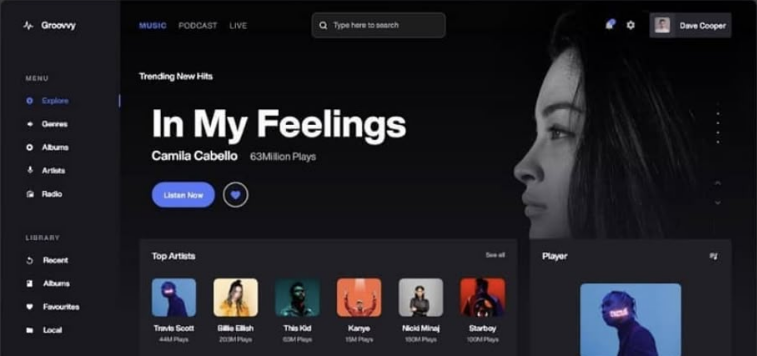 Groovvy
MUSIC PODCAST LIVE
Type here to search
Dave Cooper
MENU
Explore
Genres
Albums
Artists
Radio
LIBRARY
Recent
Albums
Favourites
Local
Trending New Hits
In My Feelings
Camila Cabello 63Million Plays
Listen Now
Top Artists See all
Travis Scott Billie Eilish This Kid Kanye Nicki Minaj Starboy
44M Plays 203M Plays 63M Plays 15M Plays 190M Plays 100M Plays
Player